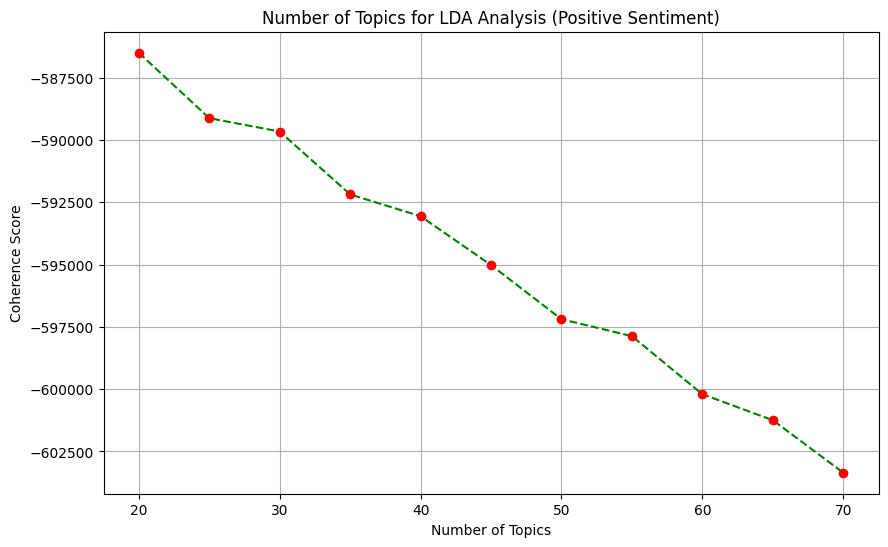 Number of Topics for LDA Analysis (Positive Sentiment)
Coherence Score
−587500
−590000
−592500
−595000
−597500
−600000
−602500
20 30 40 50 60 70
Number of Topics